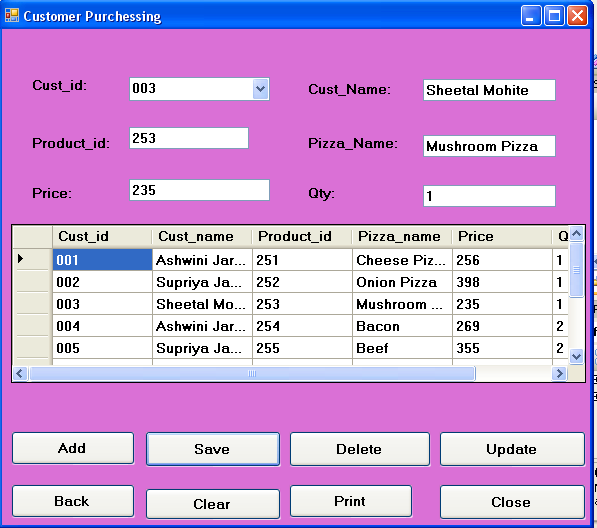 Customer Purchessing
Cust_id: 003 Cust_Name: Sheetal Mohite
Product_id: 253 Pizza_Name: Mushroom Pizza
Price: 235 Qty: 1
Cust_id Cust_name Product_id Pizza_name Price Q
001 Ashwini Jar... 251 Cheese Piz... 256 1
002 Supriya Ja... 252 Onion Pizza 398 1
003 Sheetal Mo... 253 Mushroom ... 235 1
004 Ashwini Jar... 254 Bacon 269 2
005 Supriya Ja... 255 Beef 355 2
Add Save Delete Update
Back Clear Print Close